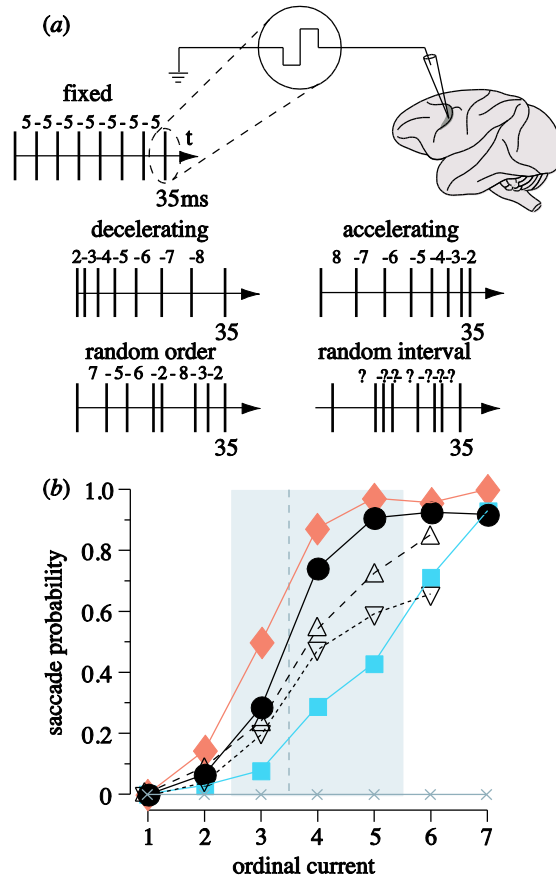 (a)
fixed
5 -5 -5 -5 -5 -5 -5
t
35ms
decelerating
2 -3 -4 -5 -6 -7 -8
35
accelerating
8 -7 -6 -5 -4 -3 -2
35
random order
7 -5 -6 -2 -8 -3 -2
35
random interval
? -?-? -? -?-?-?
35
(b)
1.0
0.8
0.6
0.4
0.2
0
saccade probability
1 2 3 4 5 6 7
ordinal current